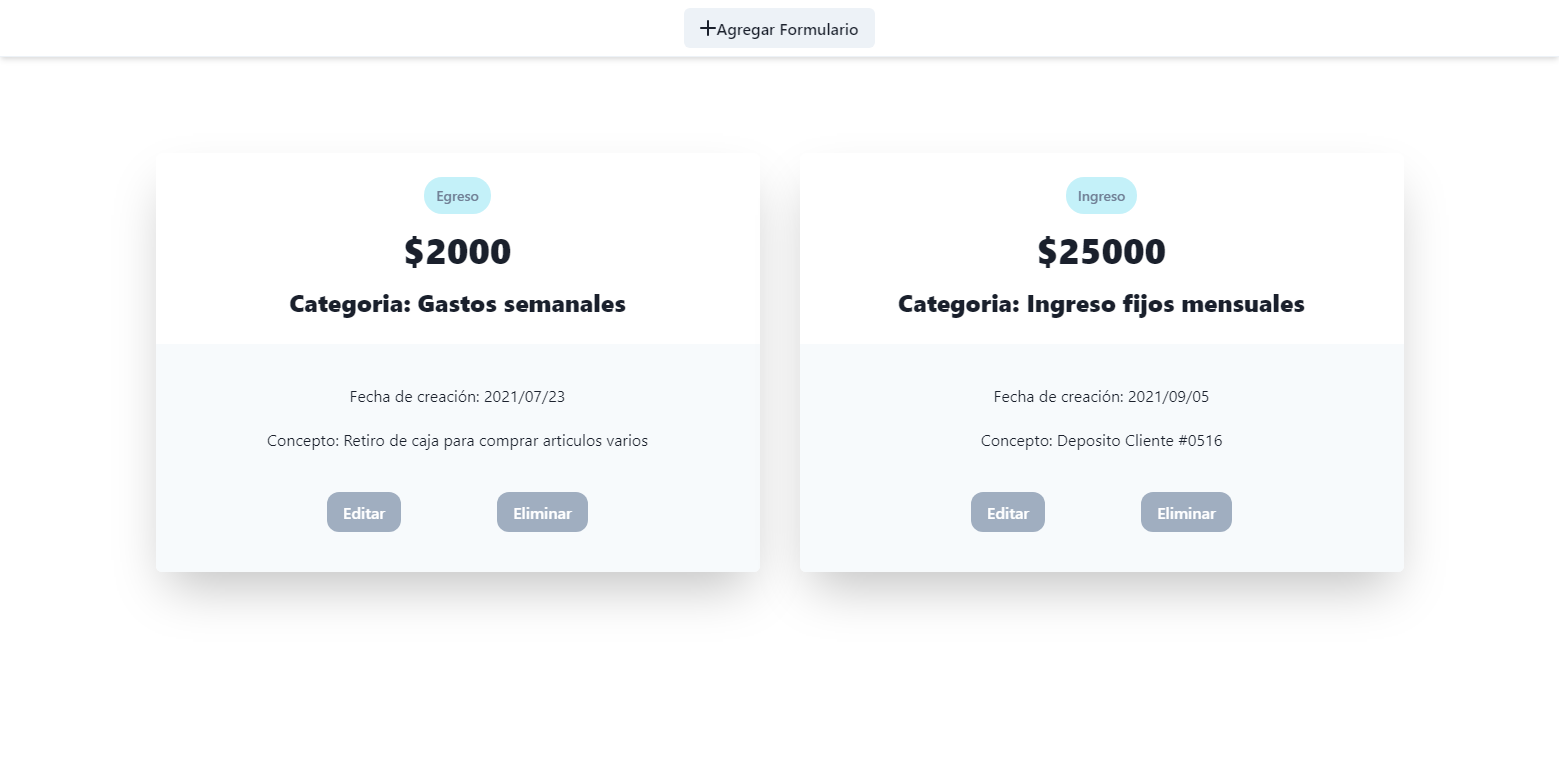 Agregar Formulario
Egreso
$2000
Categoria: Gastos semanales
Fecha de creación: 2021/07/23
Concepto: Retiro de caja para comprar articulos varios
Editar
Eliminar
Ingreso
$25000
Categoria: Ingreso fijos mensuales
Fecha de creación: 2021/09/05
Concepto: Deposito Cliente #0516
Editar
Eliminar